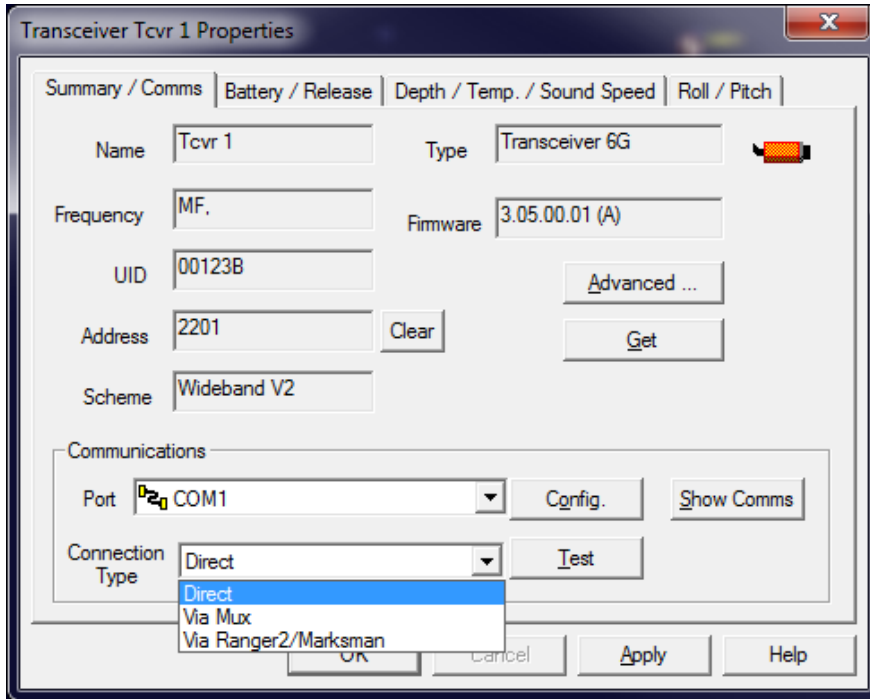 Transceiver Tcvr 1 Properties
Summary / Comms Battery / Release Depth / Temp. / Sound Speed Roll / Pitch
Name Tcvr 1 Type Transceiver 6G
Frequency MF, Firmware 3.05.00.01 (A)
UID 00123B Advanced ...
Address 2201 Clear Get
Scheme Wideband V2
Communications
Port COM1 Config. Show Comms
Connection Type Direct Test
Direct
Via Mux
Via Ranger2/Marksman
OK Cancel Apply Help